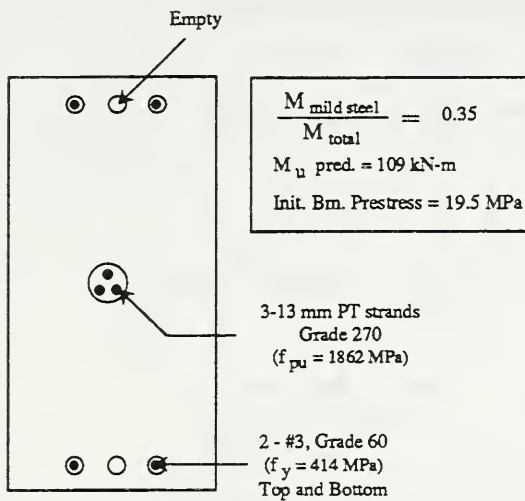 Empty
M mild steel
M total
= 0.35
M u pred. = 109 kN-m
Init. Bm. Prestress = 19.5 MPa
3-13 mm PT strands
Grade 270
(f pu = 1862 MPa)
2 - #3, Grade 60
(f y = 414 MPa)
Top and Bottom